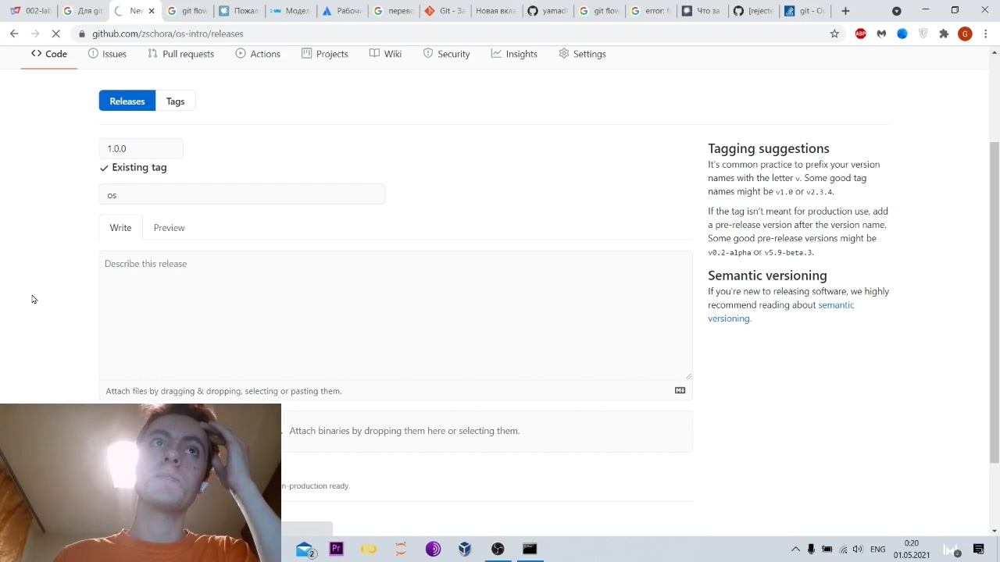 002-lab
Для
New
git flow
Пожал
Модел
Рабоч
перево
Git - За
Новая вкла
yamad
git flow
error: f
Что за
[rejecte
git - O
github.com/zschora/os-intro/releases
ABP
G
Code
Issues
Pull requests
Actions
Projects
Wiki
Security
Insights
Settings
Releases
Tags
1.0.0
Existing tag
os
Write
Preview
Describe this release
Attach files by dragging & dropping, selecting or pasting them.
Attach binaries by dropping them here or selecting them.
n-production ready.
Tagging suggestions
It's common practice to prefix your version
names with the letter v. Some good tag
names might be v1.0 or v2.3.4.
If the tag isn't meant for production use, add
a pre-release version after the version name.
Some good pre-release versions might be
v0.2-alpha or v5.9-beta.3.
Semantic versioning
If you're new to releasing software, we highly
recommend reading about semantic
versioning.
2
Pr
ENG
0:20
01.05.2021